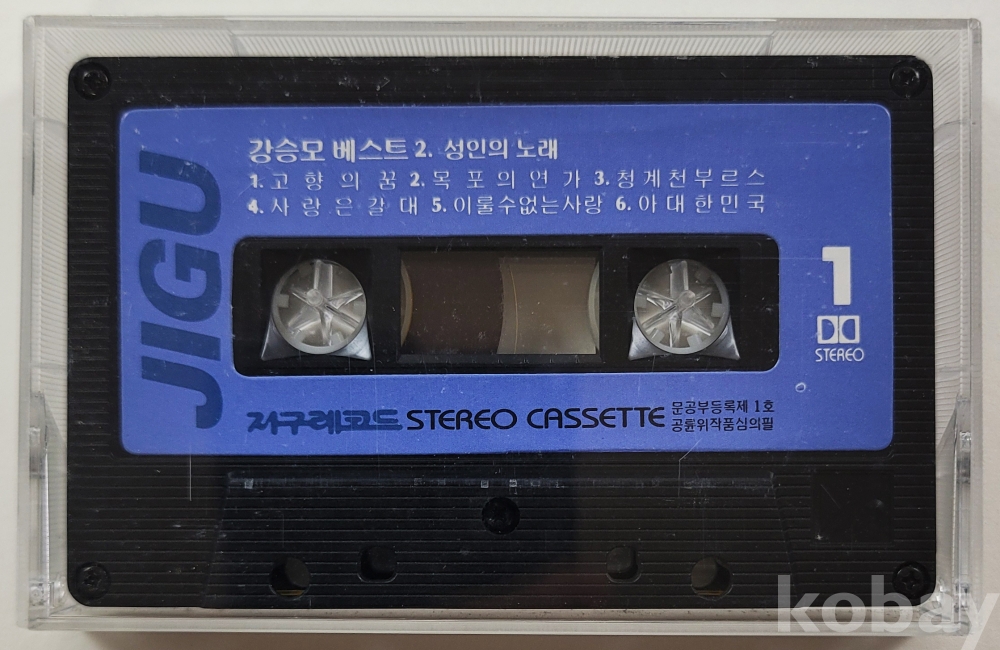 강승모 베스트 2. 성인의 노래
1. 고향의 꿈 2. 목포의 연가 3. 청계천부르스
4. 사랑은 갈대 5. 이룰수없는사랑 6. 아 대한민국
JIGU
1
STEREO
지구레코드 STEREO CASSETTE
문공부등록제 1호
공륜위작품심의필
kobay